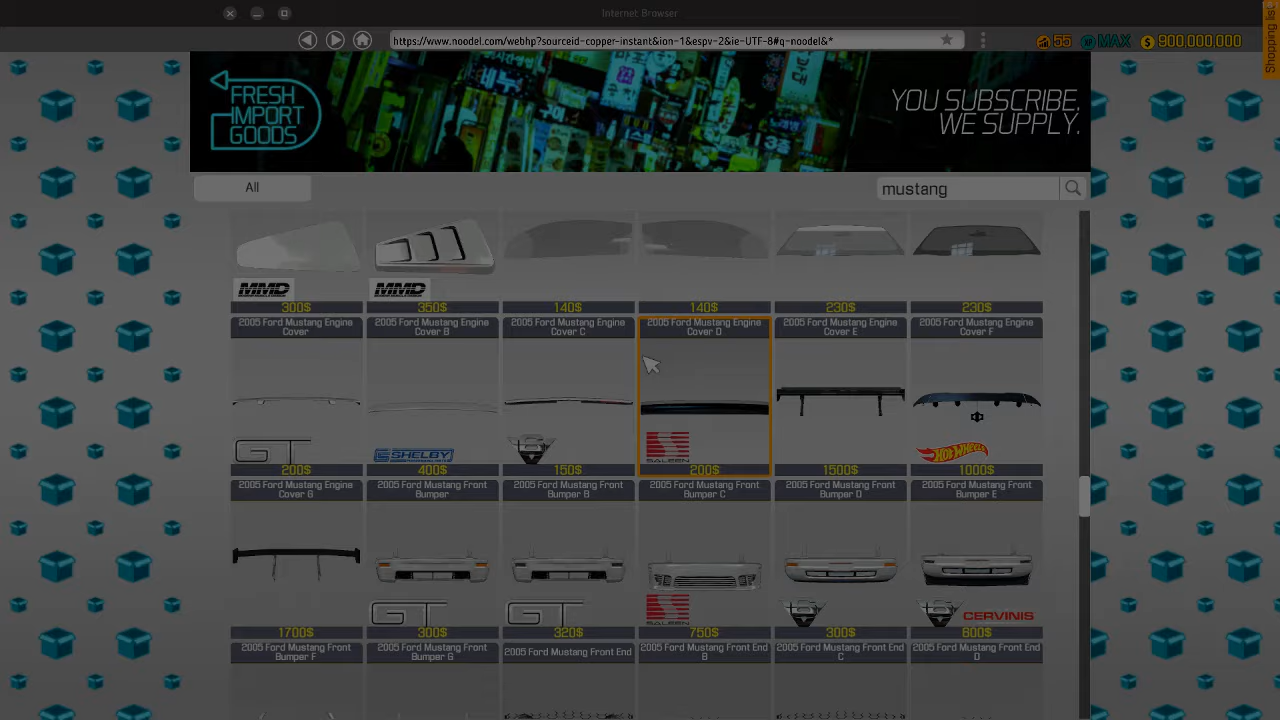 Internet Browser
https://www.noodel.com/webhp?sourceid-copper-instant&ion-1&espv-2&ie-UTF-8#q-noodel&*
55 MAX $ 900,000,000
Shopping list
FRESH
IMPORT
GOODS
YOU SUBSCRIBE.
WE SUPPLY.
All
mustang
MMD MMD
300$ 350$ 140$ 140$ 230$ 230$
2005 Ford Mustang Engine Cover
2005 Ford Mustang Engine Cover B
2005 Ford Mustang Engine Cover C
2005 Ford Mustang Engine Cover D
2005 Ford Mustang Engine Cover E
2005 Ford Mustang Engine Cover F
GT SHELBY V6 SALEEN Hot Wheels
200$ 400$ 150$ 200$ 1500$ 1000$
2005 Ford Mustang Engine Cover G
2005 Ford Mustang Front Bumper
2005 Ford Mustang Front Bumper B
2005 Ford Mustang Front Bumper C
2005 Ford Mustang Front Bumper D
2005 Ford Mustang Front Bumper E
GT GT SALEEN V6 V6 CERVINIS
1700$ 300$ 320$ 750$ 300$ 600$
2005 Ford Mustang Front Bumper F
2005 Ford Mustang Front Bumper G
2005 Ford Mustang Front End
2005 Ford Mustang Front End B
2005 Ford Mustang Front End C
2005 Ford Mustang Front End D